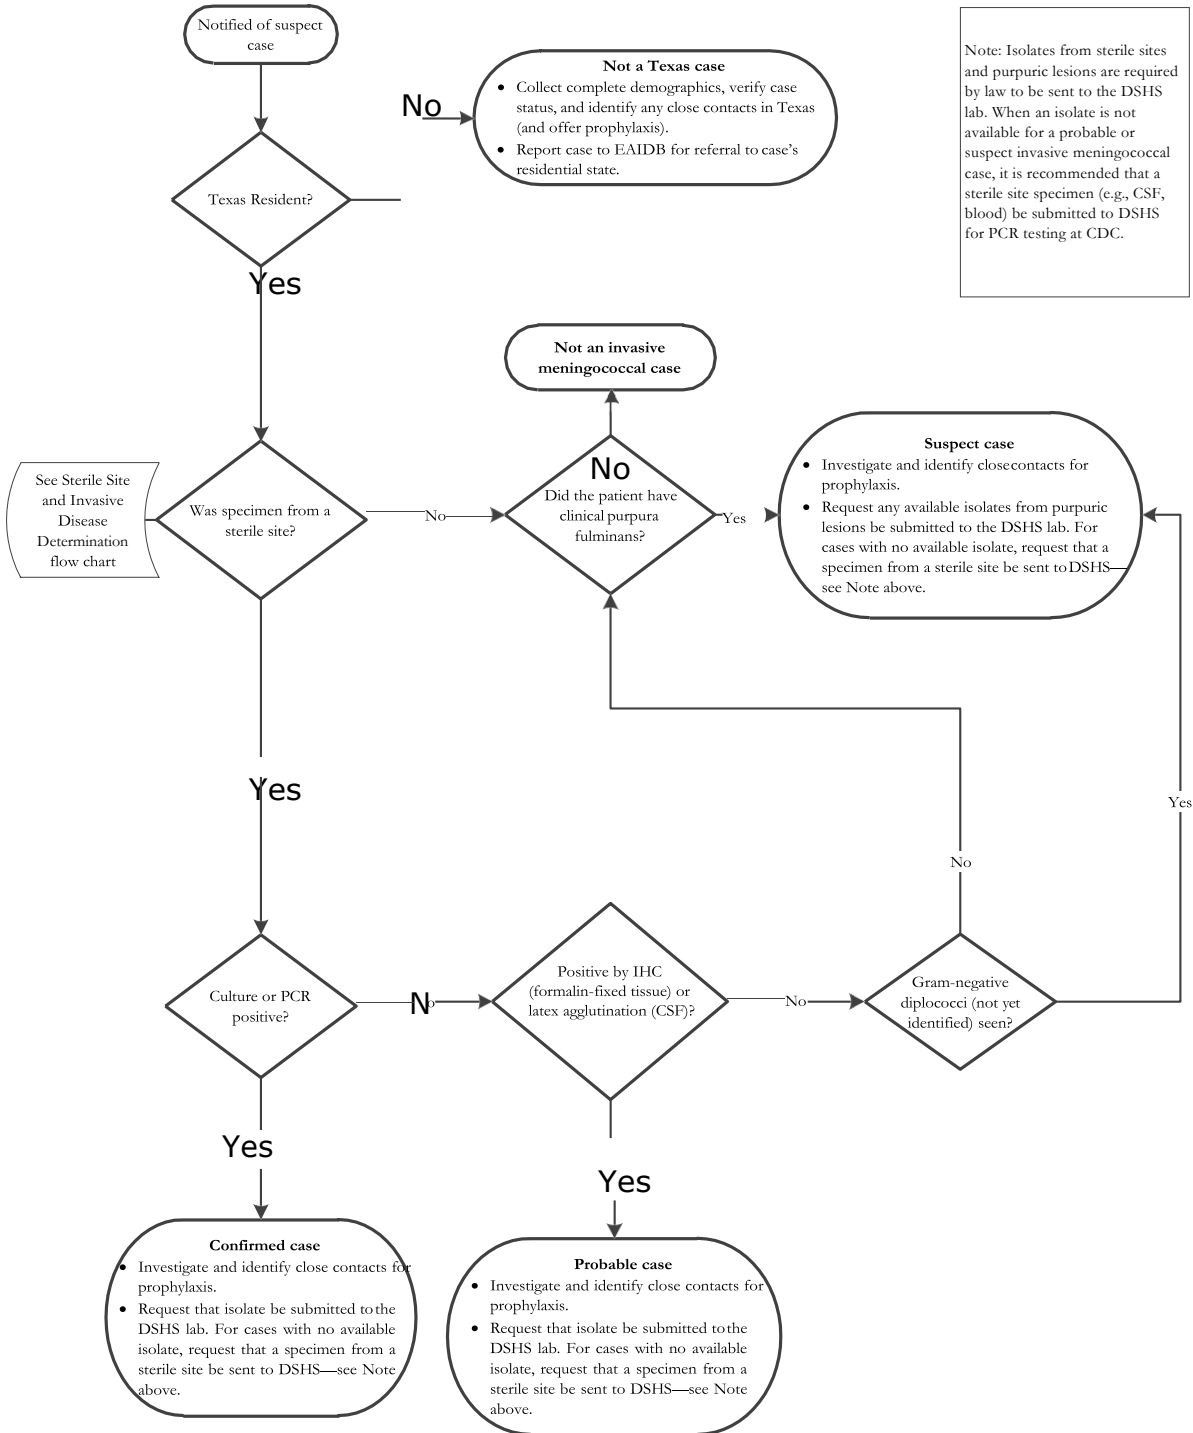 Notified of suspect
case
Note: Isolates from sterile sites
and purpuric lesions are required
by law to be sent to the DSHS
lab. When an isolate is not
available for a probable or
suspect invasive meningococcal
case, it is recommended that a
sterile site specimen (e.g., CSF,
blood) be submitted to DSHS
for PCR testing at CDC.
No
Not a Texas case
• Collect complete demographics, verify case
status, and identify any close contacts in Texas
(and offer prophylaxis).
• Report case to EAIDB for referral to case's
residential state.
Texas Resident?
Yes
Not an invasive
meningococcal case
See Sterile Site
and Invasive
Disease
Determination
flow chart
Was specimen from a
sterile site?
No
No
Did the patient have
clinical purpura
fulminans?
Yes
Suspect case
• Investigate and identify close contacts for
prophylaxis.
• Request any available isolates from purpuric
lesions be submitted to the DSHS lab. For
cases with no available isolate, request that a
specimen from a sterile site be sent to DSHS—
see Note above.
Yes
Yes
No
Culture or PCR
positive?
No
Positive by IHC
(formalin-fixed tissue) or
latex agglutination (CSF)?
No
Gram-negative
diplococci (not yet
identified) seen?
Yes
Yes
Confirmed case
• Investigate and identify close contacts for
prophylaxis.
• Request that isolate be submitted to the
DSHS lab. For cases with no available
isolate, request that a specimen from a
sterile site be sent to DSHS—see Note
above.
Probable case
• Investigate and identify close contacts for
prophylaxis.
• Request that isolate be submitted to the
DSHS lab. For cases with no available
isolate, request that a specimen from a
sterile site be sent to DSHS—see Note
above.